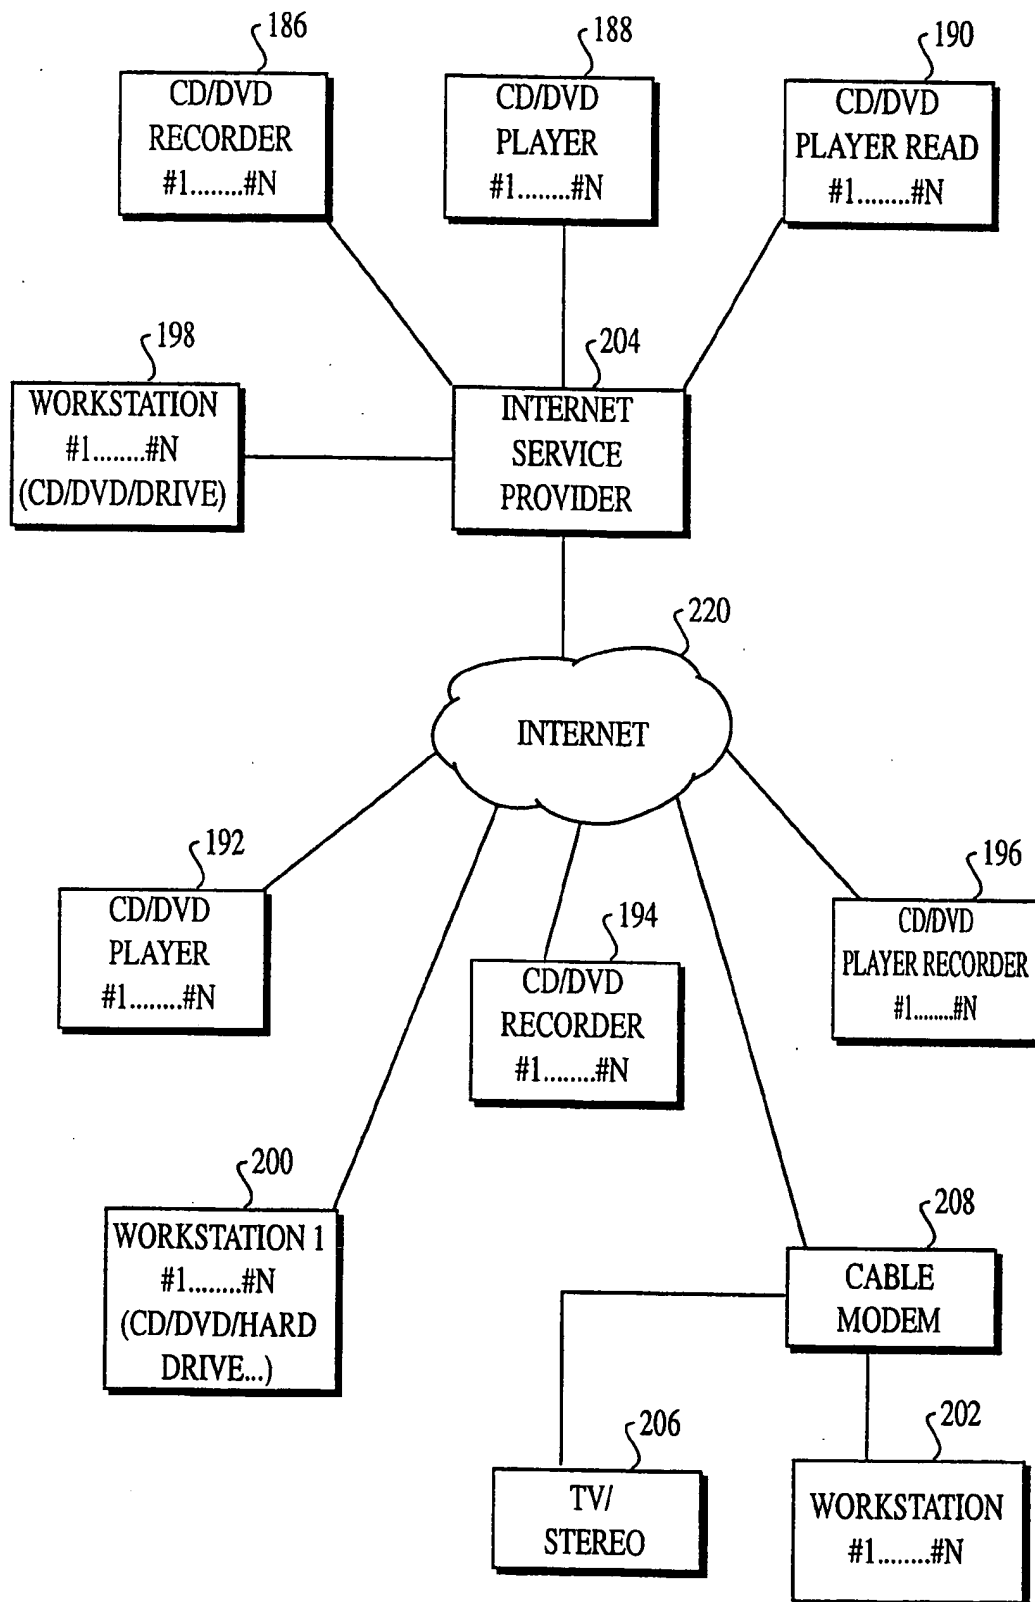 186
CD/DVD
RECORDER
#1........#N
188
CD/DVD
PLAYER
#1........#N
190
CD/DVD
PLAYER READ
#1........#N
198
WORKSTATION
#1........#N
(CD/DVD/DRIVE)
204
INTERNET
SERVICE
PROVIDER
220
INTERNET
192
CD/DVD
PLAYER
#1........#N
194
CD/DVD
RECORDER
#1........#N
196
CD/DVD
PLAYER RECORDER
#1........#N
200
WORKSTATION 1
#1........#N
(CD/DVD/HARD
DRIVE...)
208
CABLE
MODEM
206
TV/
STEREO
202
WORKSTATION
#1........#N